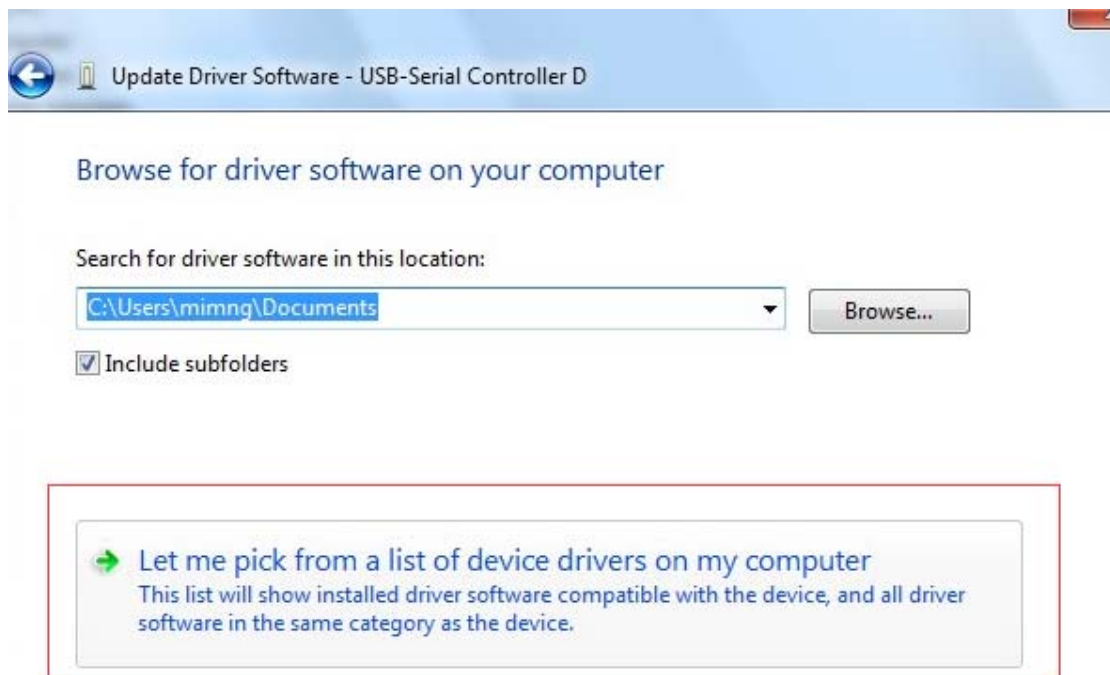 Update Driver Software - USB-Serial Controller D
Browse for driver software on your computer
Search for driver software in this location:
C:\Users\mimng\Documents
Browse...
Include subfolders
Let me pick from a list of device drivers on my computer
This list will show installed driver software compatible with the device, and all driver
software in the same category as the device.